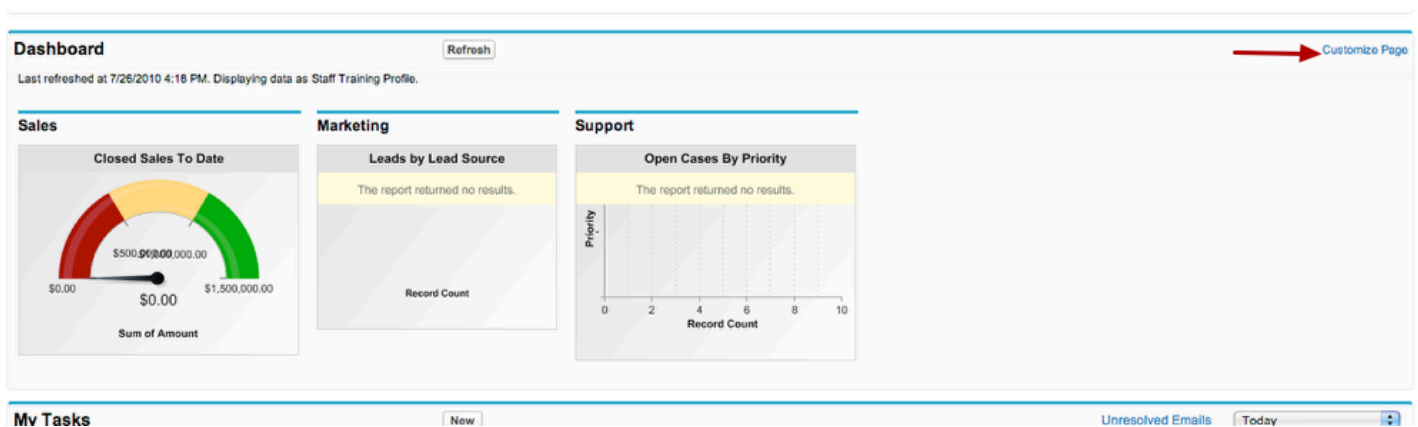 Dashboard
Refresh
Customize Page
Last refreshed at 7/26/2010 4:18 PM. Displaying data as Staff Training Profile.
Sales
Marketing
Support
Closed Sales To Date
Leads by Lead Source
Open Cases By Priority
The report returned no results.
The report returned no results.
Priority
$0.00
$1,500,000.00
$0.00
Sum of Amount
Record Count
0 2 4 6 8 10
Record Count
My Tasks
New
Unresolved Emails
Today